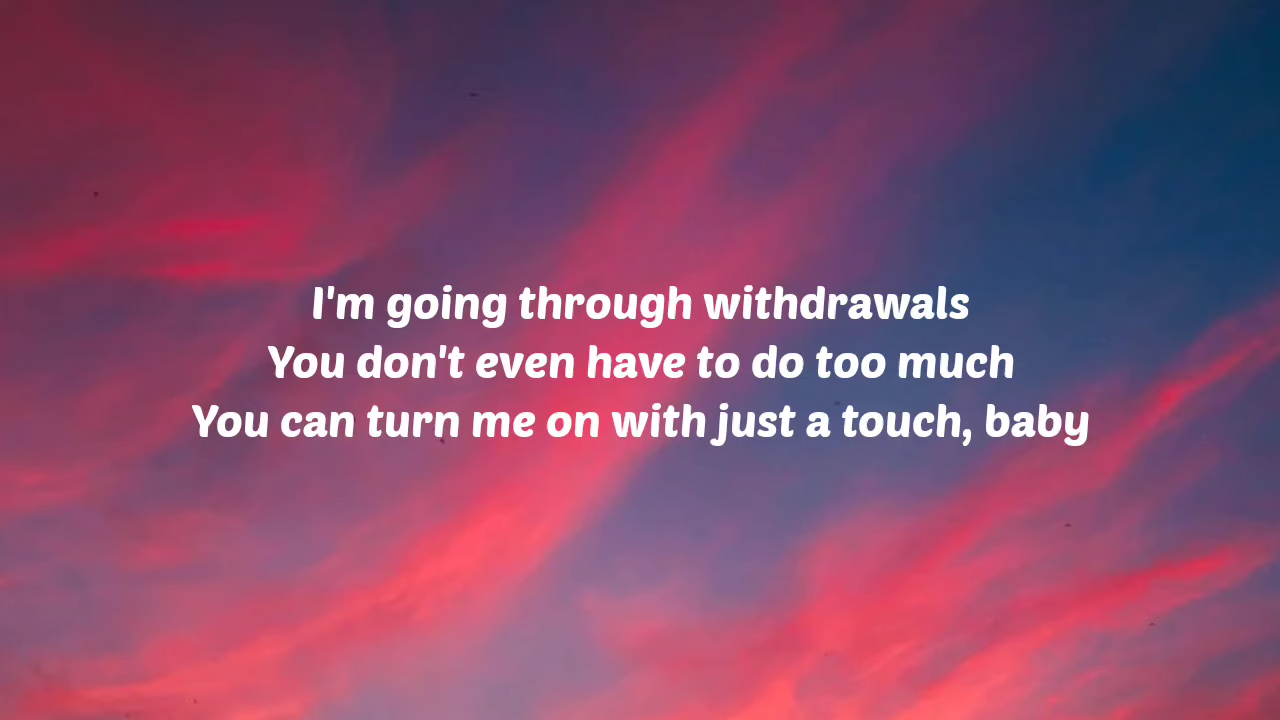 I'm going through withdrawals
You don't even have to do too much
You can turn me on with just a touch, baby